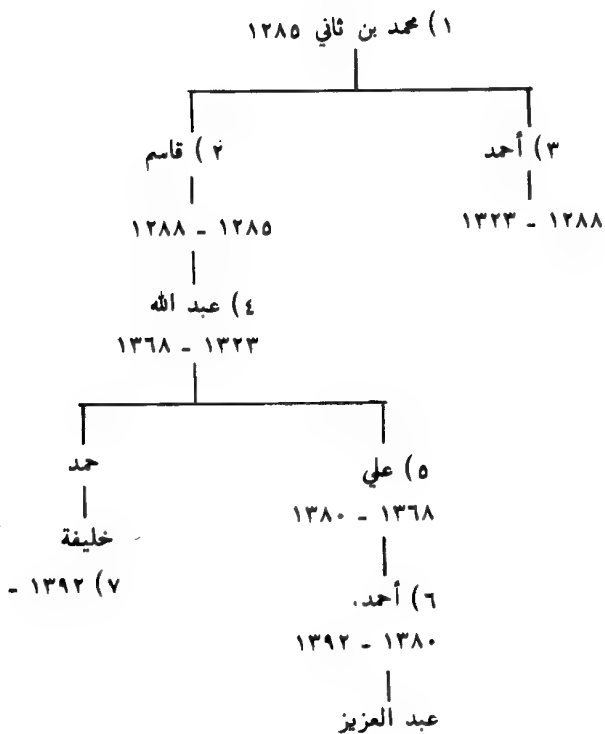 ١) محمد بن ثاني ١٢٨٥
٣) أحمد
٢) قاسم
١٢٨٨ - ١٣٢٣
١٢٨٥ - ١٢٨٨
٤) عبد الله
١٣٢٣ - ١٣٦٨
٥) علي
حمد
١٣٦٨ - ١٣٨٠
خليفة
٧) ١٣٩٢ -
٦) أحمد.
١٣٨٠ - ١٣٩٢
عبد العزيز